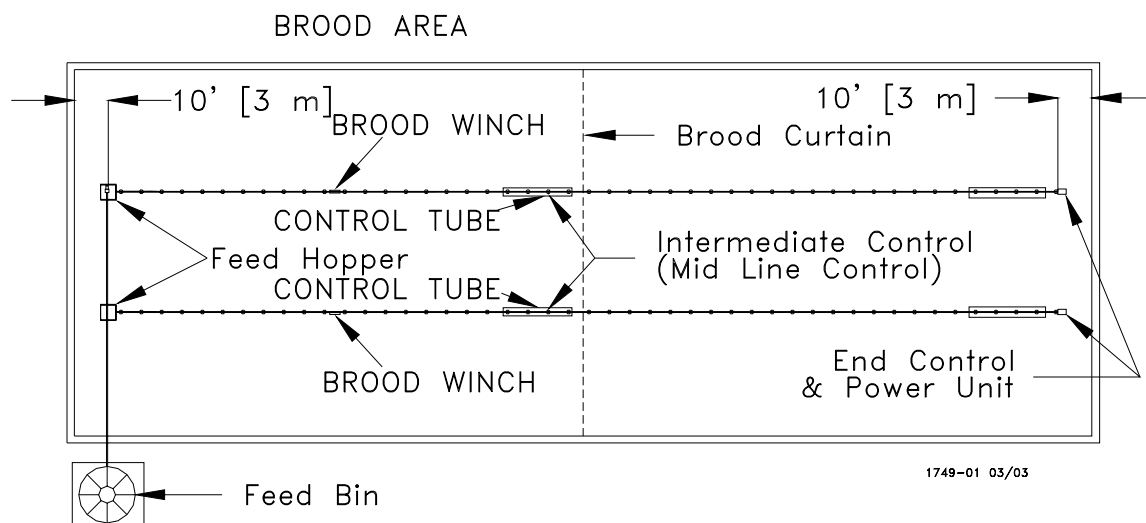 BROOD AREA
10' [3 m]
10' [3 m]
BROOD WINCH
Brood Curtain
CONTROL TUBE
Intermediate Control
(Mid Line Control)
Feed Hopper
CONTROL TUBE
End Control
& Power Unit
BROOD WINCH
1749-01 03/03
Feed Bin